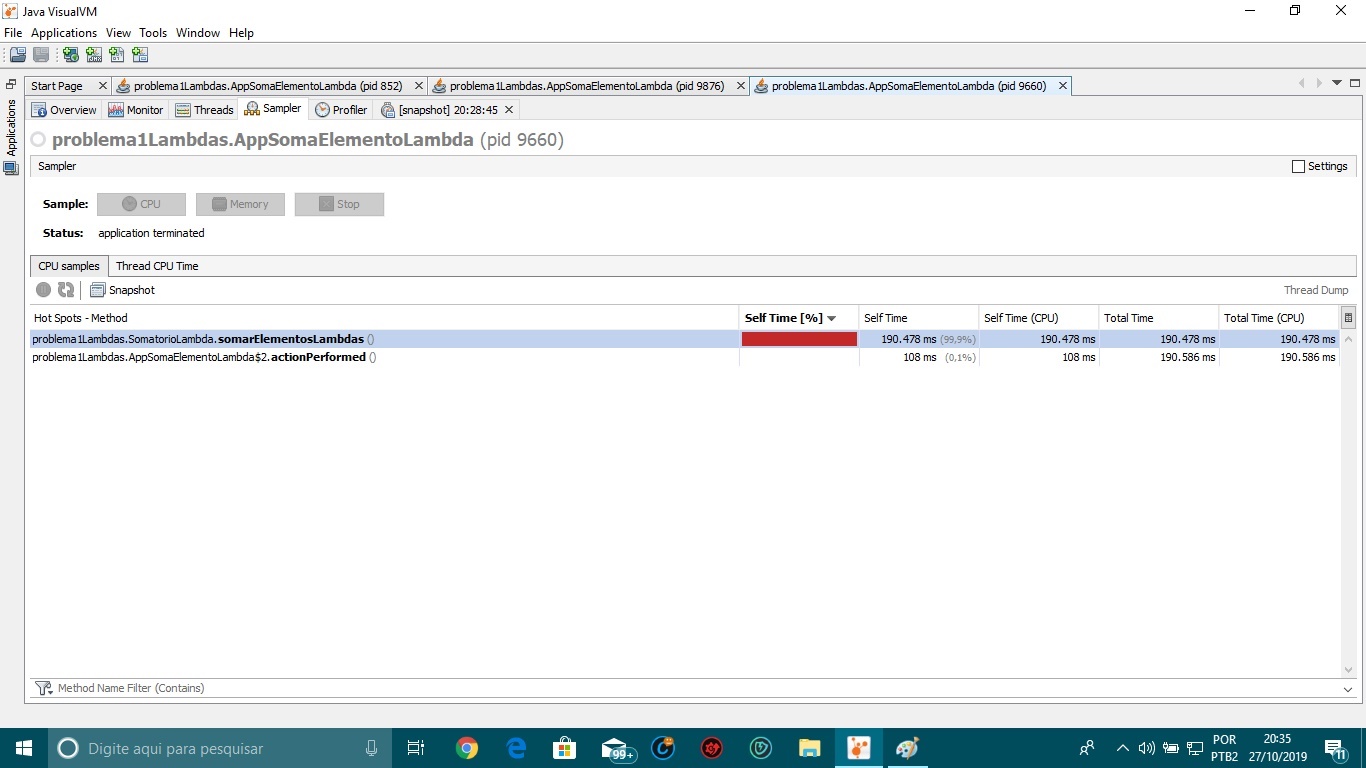 Java VisualVM
File Applications View Tools Window Help
Applications
Start Page problema1Lambdas.AppSomaElementoLambda (pid 852) problema1Lambdas.AppSomaElementoLambda (pid 9876) problema1Lambdas.AppSomaElementoLambda (pid 9660)
Overview Monitor Threads Sampler Profiler [snapshot] 20:28:45
problema1Lambdas.AppSomaElementoLambda (pid 9660)
Sampler Settings
Sample: CPU Memory Stop
Status: application terminated
CPU samples Thread CPU Time
Snapshot Thread Dump
Hot Spots - Method Self Time [%] Self Time Self Time (CPU) Total Time Total Time (CPU)
problema1Lambdas.SomatorioLambda.somarElementosLambdas () 190.478 ms (99,9%) 190.478 ms 190.478 ms 190.478 ms
problema1Lambdas.AppSomaElementoLambda$2.actionPerformed () 108 ms (0,1%) 108 ms 190.586 ms 190.586 ms
Method Name Filter (Contains)
Digite aqui para pesquisar 99+ POR 20:35
PTB2 27/10/2019 11